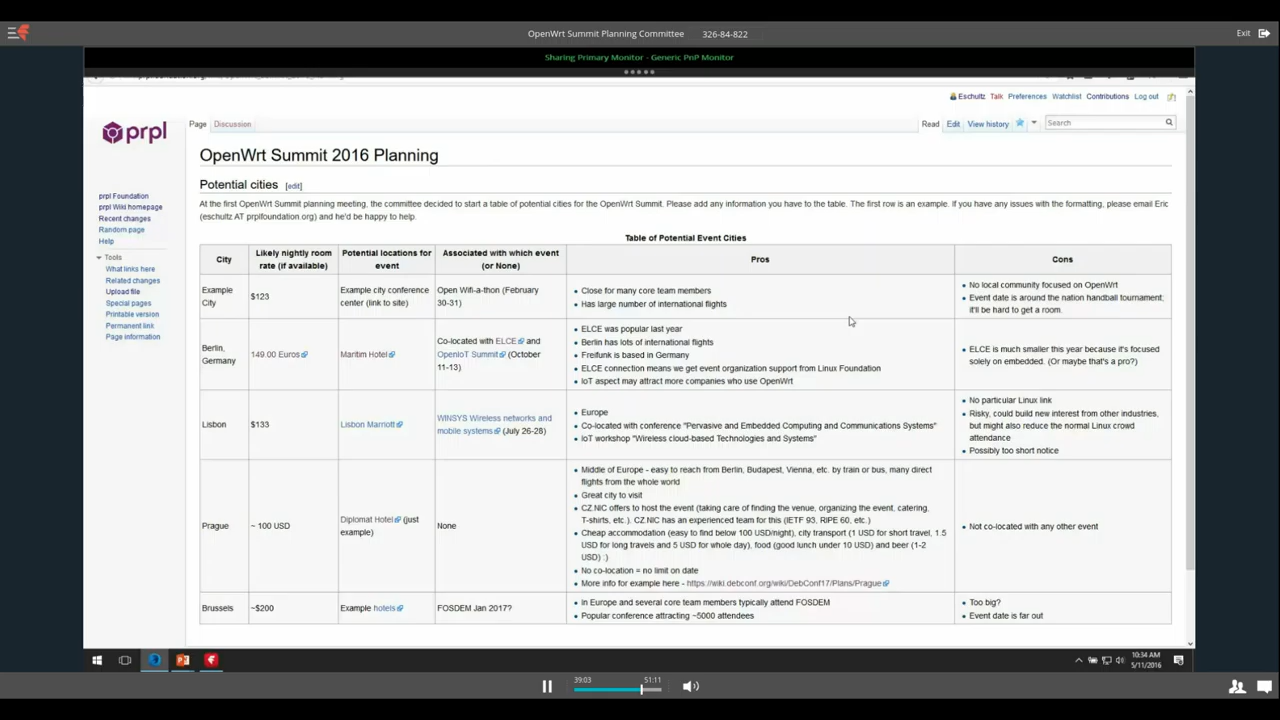 OpenWrt Summit Planning Committee 326-84-822
Exit
Sharing Primary Monitor - Generic PnP Monitor
Eschultz Talk Preferences Watchlist Contributions Log out
prpl
Page Discussion
Read Edit View history
Search
OpenWrt Summit 2016 Planning
Potential cities [edit]
At the first OpenWrt Summit planning meeting, the committee decided to start a table of potential cities for the OpenWrt Summit. Please add any information you have to the table. The first row is an example. If you have any issues with the formatting, please email Eric
(eschultz AT prplfoundation.org) and he'd be happy to help.
prpl Foundation
prpl Wiki homepage
Recent changes
Random page
Help
Tools
What links here
Related changes
Upload file
Special pages
Printable version
Permanent link
Page information
Table of Potential Event Cities
City
Likely nightly room
rate (if available)
Potential locations for
event
Associated with which event
(or None)
Pros
Cons
Example
City
$123
Example city conference
center (link to site)
Open Wifi-a-thon (February
30-31)
Close for many core team members
Has large number of international flights
No local community focused on OpenWrt
Event date is around the nation handball tournament;
it'll be hard to get a room.
Berlin,
Germany
149.00 Euros
Maritim Hotel
Co-located with ELCE and
OpenIoT Summit (October
11-13)
ELCE was popular last year
Berlin has lots of international flights
Freifunk is based in Germany
ELCE connection means we get event organization support from Linux Foundation
IoT aspect may attract more companies who use OpenWrt
ELCE is much smaller this year because it's focused
solely on embedded. (Or maybe that's a pro?)
Lisbon
$133
Lisbon Marriott
WINSYS Wireless networks and
mobile systems (July 26-28)
Europe
Co-located with conference "Pervasive and Embedded Computing and Communications Systems"
IoT workshop "Wireless cloud-based Technologies and Systems"
No particular Linux link
Risky, could build new interest from other industries,
but might also reduce the normal Linux crowd
attendance
Possibly too short notice
Prague
~ 100 USD
Diplomat Hotel (just
example)
None
Middle of Europe - easy to reach from Berlin, Budapest, Vienna, etc. by train or bus, many direct
flights from the whole world
Great city to visit
CZ.NIC offers to host the event (taking care of finding the venue, organizing the event, catering,
T-shirts, etc.). CZ.NIC has an experienced team for this (IETF 93, RIPE 60, etc.)
Cheap accommodation (easy to find below 100 USD/night), city transport (1 USD for short travel, 1.5
USD for long travels and 5 USD for whole day), food (good lunch under 10 USD) and beer (1-2
USD) :)
No co-location = no limit on date
More info for example here - https://wiki.debconf.org/wiki/DebConf17/Plans/Prague
Not co-located with any other event
Brussels
~$200
Example hotels
FOSDEM Jan 2017?
In Europe and several core team members typically attend FOSDEM
Popular conference attracting ~5000 attendees
Too big?
Event date is far out
10:34 AM
5/11/2016
39:03 51:11